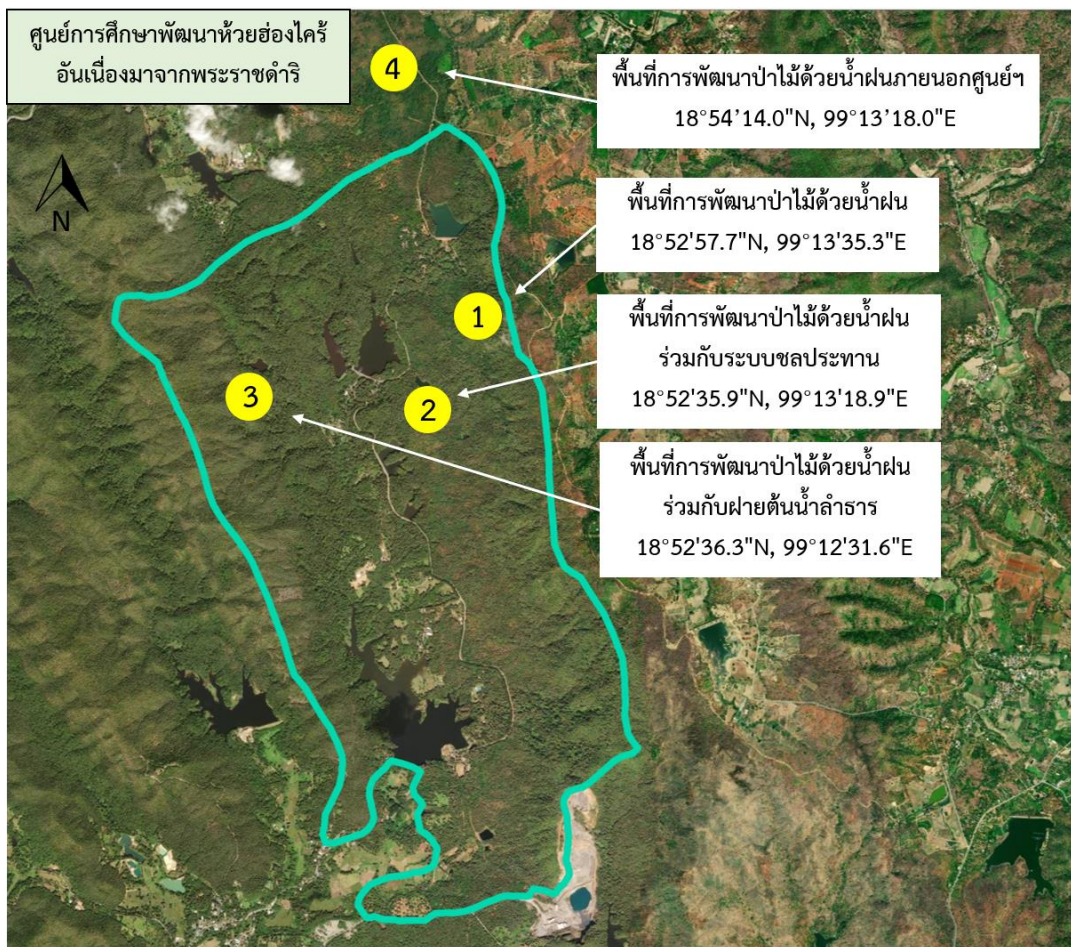 ศูนย์การศึกษาพัฒนาห้วยฮ่องไคร้
อันเนื่องมาจากพระราชดำริ
4
พื้นที่การพัฒนาป่าไม้ด้วยน้ำฝนภายนอกศูนย์ฯ
18°54’14.0"N, 99°13’18.0"E
N
พื้นที่การพัฒนาป่าไม้ด้วยน้ำฝน
18°52'57.7"N, 99°13'35.3"E
1
พื้นที่การพัฒนาป่าไม้ด้วยน้ำฝน
ร่วมกับระบบชลประทาน
18°52'35.9"N, 99°13'18.9"E
2
3
พื้นที่การพัฒนาป่าไม้ด้วยน้ำฝน
ร่วมกับฝายต้นน้ำลำธาร
18°52'36.3"N, 99°12'31.6"E